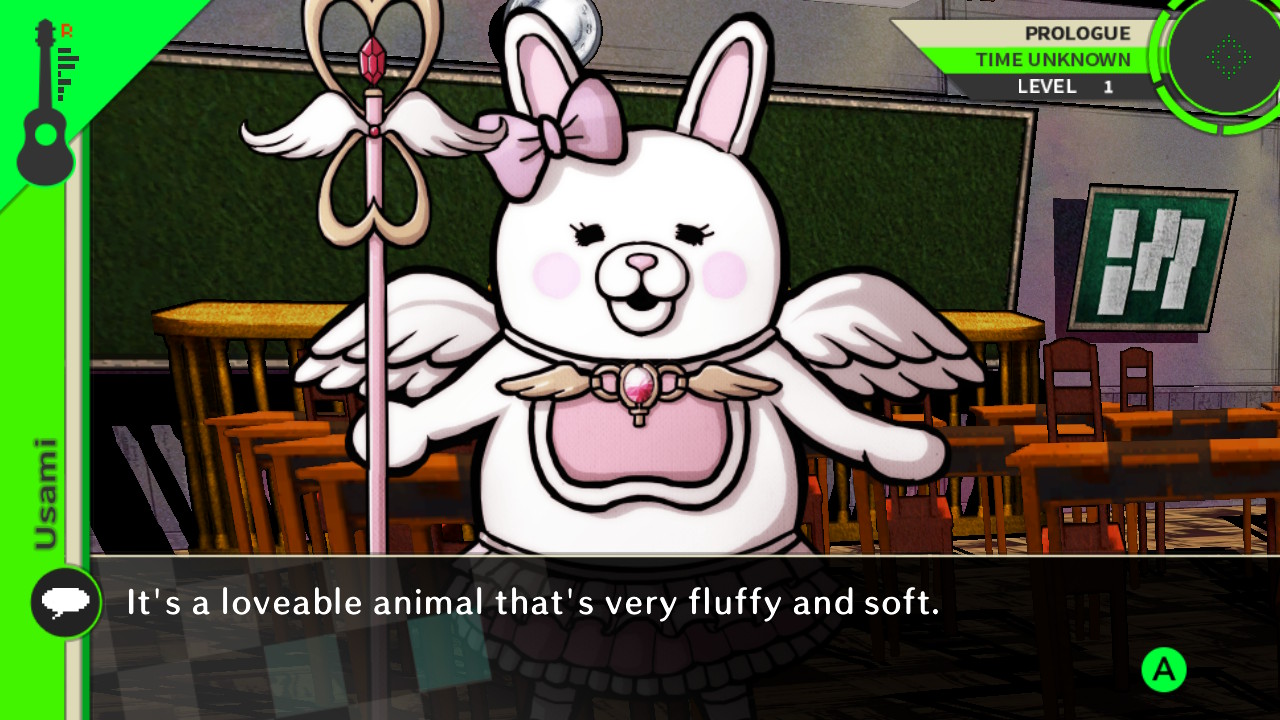 R
PROLOGUE
TIME UNKNOWN
LEVEL 1
Usami
It's a loveable animal that's very fluffy and soft.
A